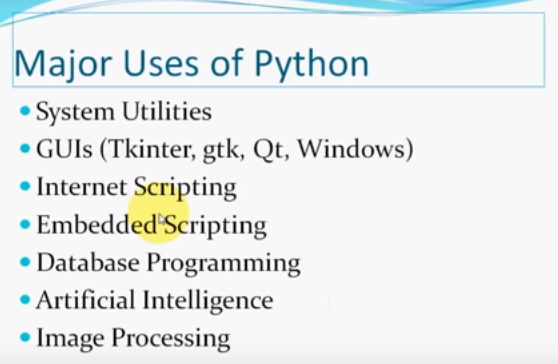 Major Uses of Python
• System Utilities
• GUIs (Tkinter, gtk, Qt, Windows)
• Internet Scripting
• Embedded Scripting
• Database Programming
• Artificial Intelligence
• Image Processing